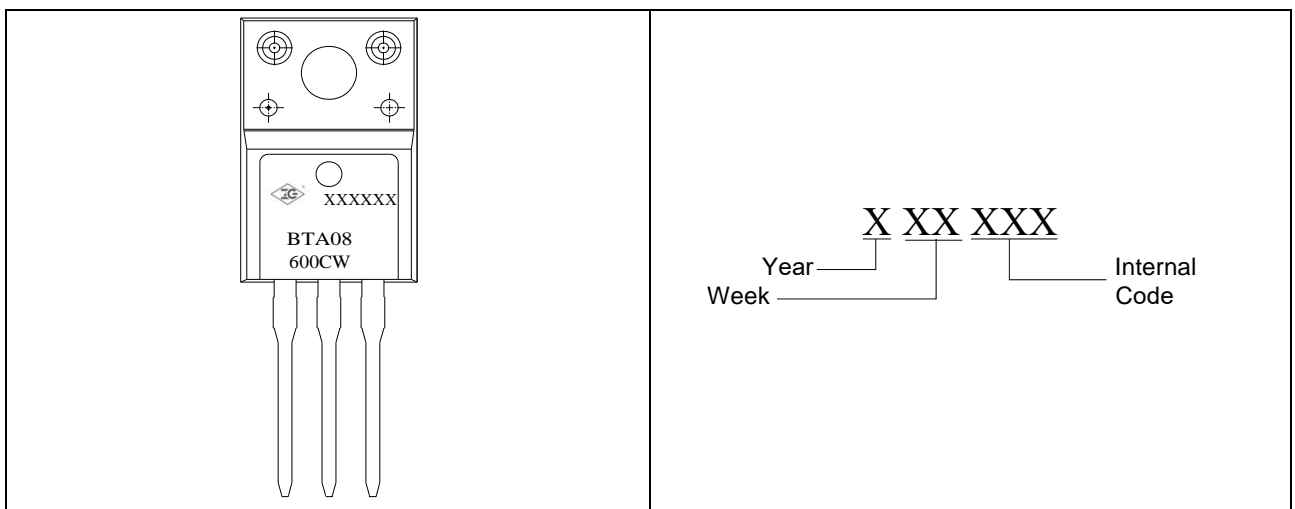 XXXXXX
BTA08
600CW
X XX XXX
Year
Week
Internal
Code